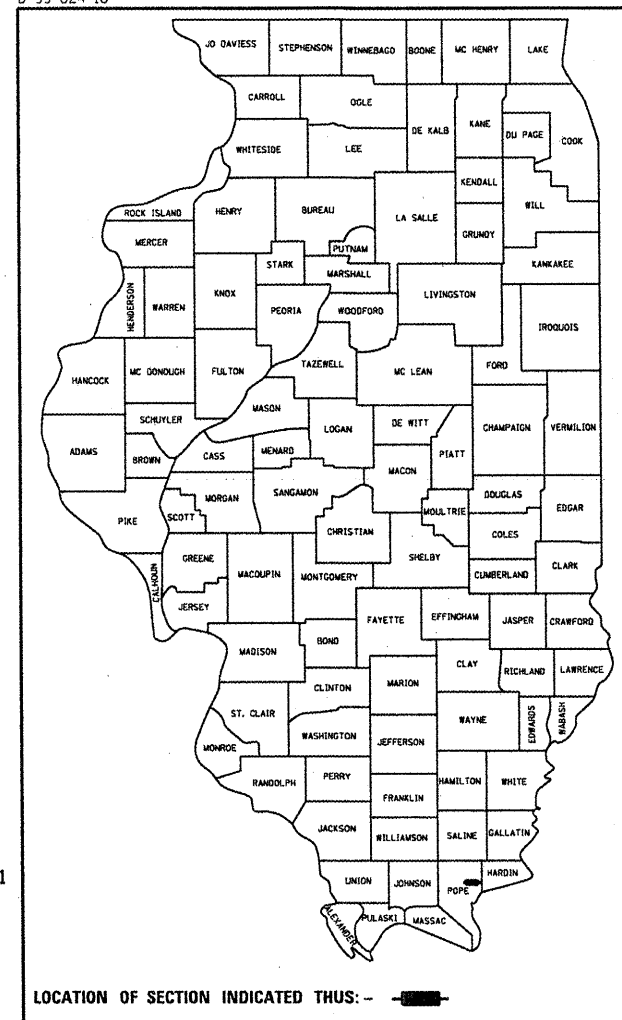 JO DAVIESS STEPHENSON WINNEBAGO BOONE MC HENRY LAKE
CARROLL OGLE DE KALB KANE DU PAGE COOK
WHITESIDE LEE
KENDALL WILL
ROCK ISLAND HENRY BUREAU LA SALLE GRUNDY
MERCER PUTNAM
STARK MARSHALL KANKAKEE
HENDERSON WARREN KNOX PEORIA WOODFORD LIVINGSTON IROQUOIS
HANCOCK MC DONOUGH FULTON TAZEWELL MC LEAN FORD
SCHUYLER MASON LOGAN DE WITT CHAMPAIGN VERMILION
ADAMS BROWN CASS MENARD MACON PIATT
PIKE SCOTT MORGAN SANGAMON CHRISTIAN MOULTRIE DOUGLAS EDGAR
COLES
CALHOUN GREENE MACOUPIN MONTGOMERY SHELBY CUMBERLAND CLARK
JERSEY FAYETTE EFFINGHAM JASPER CRAWFORD
MADISON BOND CLAY RICHLAND LAWRENCE
CLINTON MARION
ST. CLAIR WASHINGTON JEFFERSON WAYNE EDWARDS WABASH
MONROE
RANDOLPH PERRY FRANKLIN HAMILTON WHITE
JACKSON WILLIAMSON SALINE GALLATIN
1
UNION JOHNSON POPE HARDIN
ALEXANDER PULASKI MASSAC
LOCATION OF SECTION INDICATED THUS: -